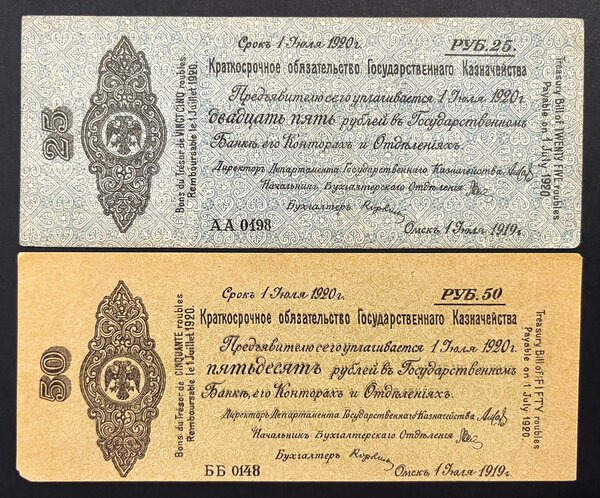 25
Bons du Trésor de VINGT CINQ roubles
Remboursable le 1 Juillet 1920.
Срокъ 1 Іюля 1920 г.
РУБ. 25.
Краткосрочное обязательство Государственнаго Казначейства
Предъявителю сего уплачивается 1 Іюля 1920 г.
двадцать пять рублей въ Государственномъ
Банкѣ, его Конторахъ и Отдѣленіяхъ.
Директоръ Департамента Государственнаго Казначейства
Начальникъ Бухгалтерскаго Отдѣленія
Бухгалтеръ
АА 0198
Омскъ 1 Іюля 1919 г.
Treasury Bill of TWENTY FIVE roubles
Payable on 1 July 1920.
50
Bons du Trésor de CINQUANTE roubles
Remboursable le 1 Juillet 1920.
Срокъ 1 Іюля 1920 г.
РУБ. 50
Краткосрочное обязательство Государственнаго Казначейства
Предъявителю сего уплачивается 1 Іюля 1920 г.
пятьдесятъ рублей въ Государственномъ
Банкѣ, его Конторахъ и Отдѣленіяхъ.
Директоръ Департамента Государственнаго Казначейства
Начальникъ Бухгалтерскаго Отдѣленія
Бухгалтеръ
ББ 0148
Омскъ 1 Іюля 1919 г.
Treasury Bill of FIFTY roubles
Payable on 1 July 1920.